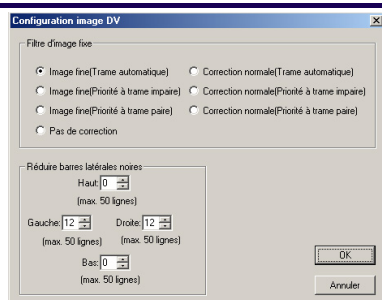 Configuration image DV
Filtre d'image fixe
Image fine(Trame automatique) Correction normale(Trame automatique)
Image fine(Priorité à trame impaire) Correction normale(Priorité à trame impaire)
Image fine(Priorité à trame paire) Correction normale(Priorité à trame paire)
Pas de correction
Réduire barres latérales noires
Haut: 0
(max. 50 lignes)
Gauche: 12 Droite: 12
(max. 50 lignes) (max. 50 lignes)
Bas: 0
(max. 50 lignes)
OK
Annuler